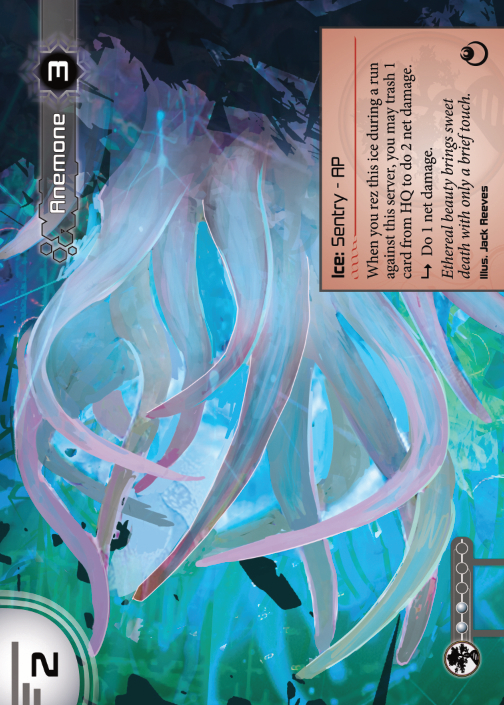 Anemone
3
Ice: Sentry - AP
When you rez this ice during a run
against this server, you may trash 1
card from HQ to do 2 net damage.
↳ Do 1 net damage.
Ethereal beauty brings sweet
death with only a brief touch.
Illus. Jack Reeves
2